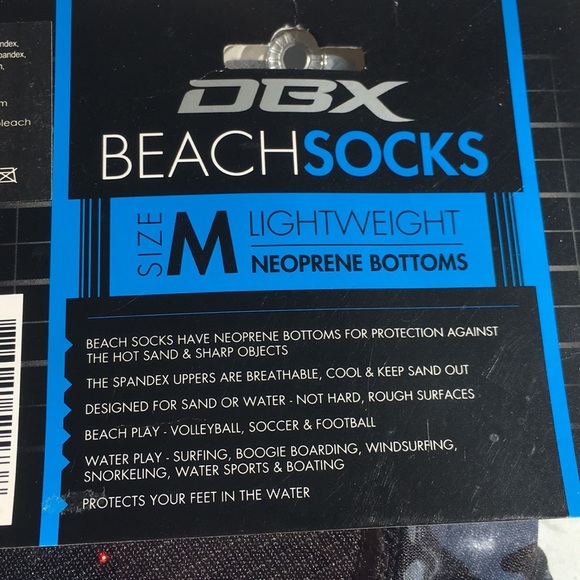 ndex,
pandex,
m
bleach
DBX
BEACHSOCKS
SIZE M
LIGHTWEIGHT
NEOPRENE BOTTOMS
BEACH SOCKS HAVE NEOPRENE BOTTOMS FOR PROTECTION AGAINST
THE HOT SAND & SHARP OBJECTS
THE SPANDEX UPPERS ARE BREATHABLE, COOL & KEEP SAND OUT
DESIGNED FOR SAND OR WATER - NOT HARD, ROUGH SURFACES
BEACH PLAY - VOLLEYBALL, SOCCER & FOOTBALL
WATER PLAY - SURFING, BOOGIE BOARDING, WINDSURFING,
SNORKELING, WATER SPORTS & BOATING
PROTECTS YOUR FEET IN THE WATER